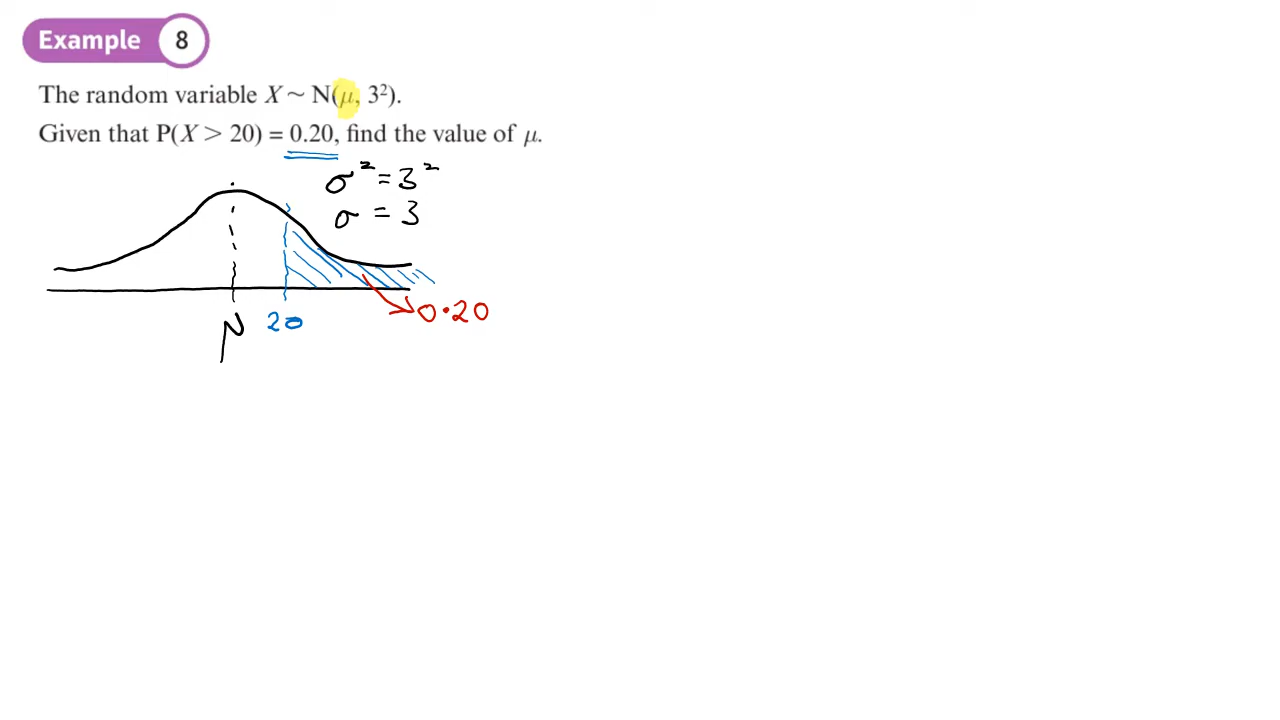 Example 8
The random variable X ~ N(μ, 3²).
Given that P(X > 20) = 0.20, find the value of μ.
σ² = 3²
σ = 3
μ 20
0.20